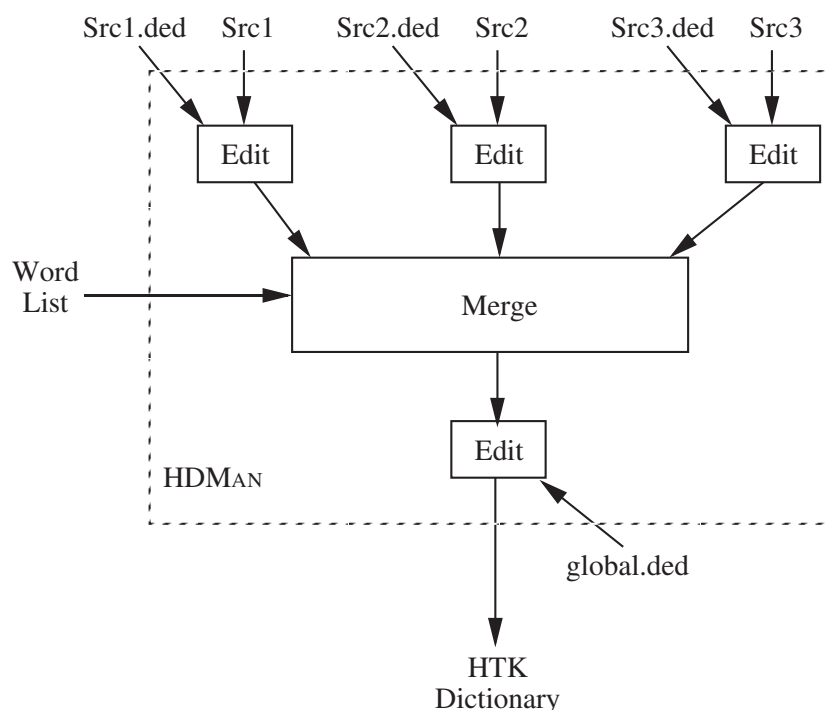 Src1.ded Src1 Src2.ded Src2 Src3.ded Src3
Edit Edit Edit
Word
List
Merge
Edit
HDMAN
global.ded
HTK
Dictionary